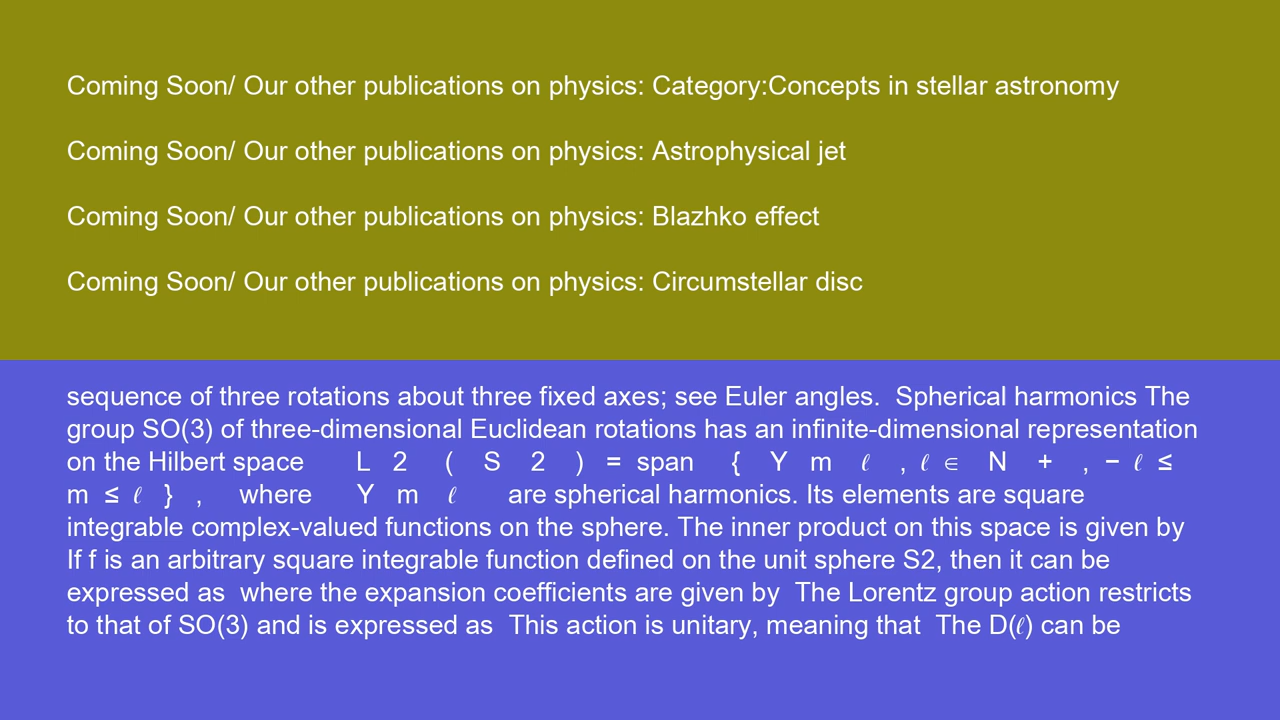 Coming Soon/ Our other publications on physics: Category:Concepts in stellar astronomy
Coming Soon/ Our other publications on physics: Astrophysical jet
Coming Soon/ Our other publications on physics: Blazhko effect
Coming Soon/ Our other publications on physics: Circumstellar disc
sequence of three rotations about three fixed axes; see Euler angles.  Spherical harmonics The
group SO(3) of three-dimensional Euclidean rotations has an infinite-dimensional representation
on the Hilbert space L 2 ( S 2 ) = span { Y m ℓ , ℓ ∈ N + , − ℓ ≤
m ≤ ℓ } , where Y m ℓ are spherical harmonics. Its elements are square
integrable complex-valued functions on the sphere. The inner product on this space is given by
If f is an arbitrary square integrable function defined on the unit sphere S2, then it can be
expressed as  where the expansion coefficients are given by  The Lorentz group action restricts
to that of SO(3) and is expressed as  This action is unitary, meaning that  The D(ℓ) can be